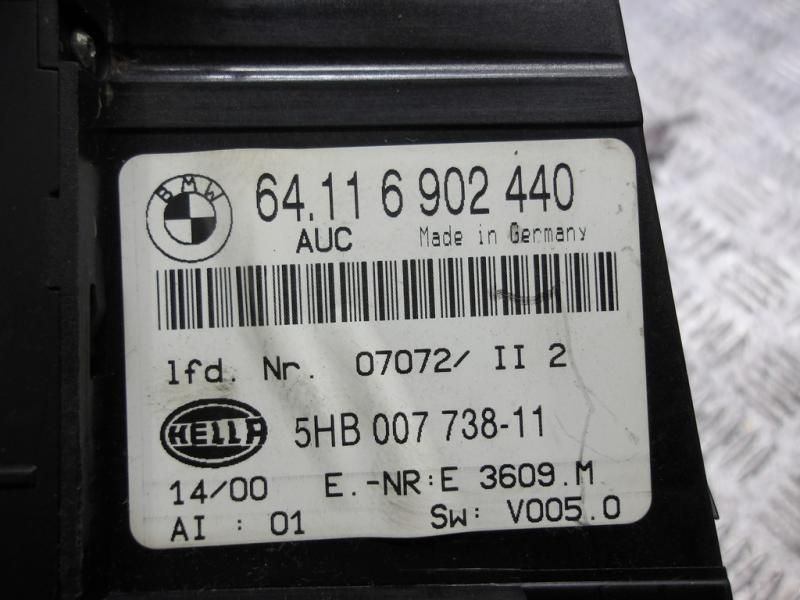 BMW
64.11 6 902 440
AUC Made in Germany
lfd. Nr. 07072/ II 2
HELLA
5HB 007 738-11
14/00 E.-NR:E 3609.M
AI : 01 SW: V005.0